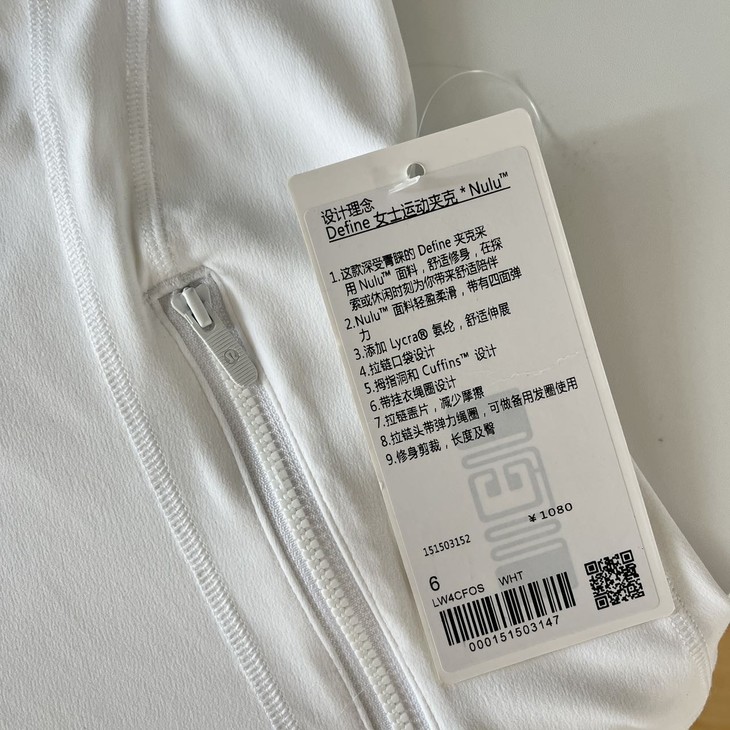 设计理念
Define 女士运动夹克 * Nulu™
1.这款深受青睐的 Define 夹克采
用 Nulu™ 面料，舒适修身，在探
索或休闲时刻为你带来舒适陪伴
2.Nulu™ 面料轻盈柔滑，带有四面弹
力
3.添加 Lycra® 氨纶，舒适伸展
4.拉链口袋设计
5.拇指洞和 Cuffins™ 设计
6.带挂衣绳圈设计
7.拉链盖片，减少摩擦
8.拉链头带弹力绳圈，可做备用发圈使用
9.修身剪裁，长度及臀
¥ 1080
151503152
6
LW4CFOS WHT
000151503147